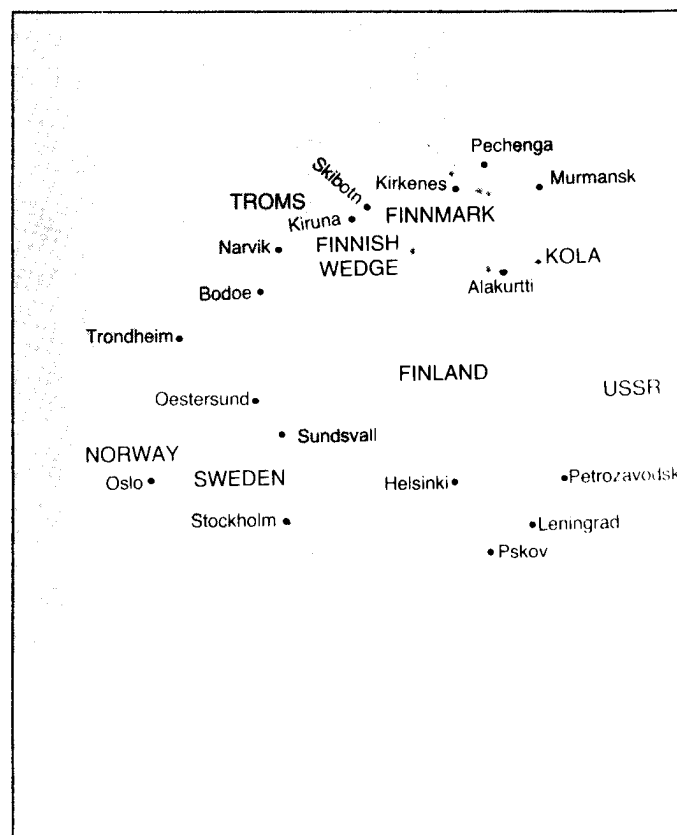 Pechenga
Skibotn
Kirkenes
Murmansk
TROMS
FINNMARK
Kiruna
Narvik
FINNISH
WEDGE
KOLA
Alakurtti
Bodoe
Trondheim
FINLAND
USSR
Oestersund
Sundsvall
NORWAY
Oslo
SWEDEN
Helsinki
Petrozavodsk
Stockholm
Leningrad
Pskov